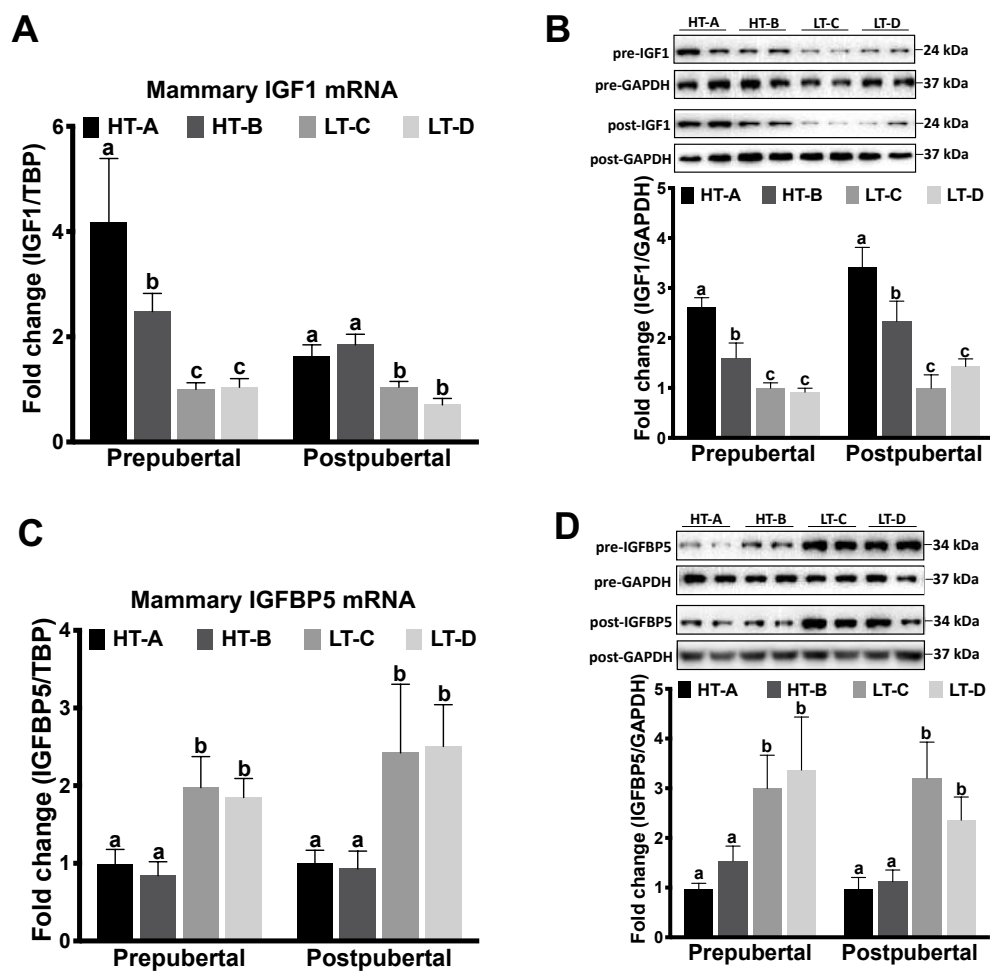 A
Mammary IGF1 mRNA
HT-A HT-B LT-C LT-D
Fold change (IGF1/TBP)
6
4
2
0
a
b
c
c
a
a
b
b
Prepubertal Postpubertal
B
HT-A HT-B LT-C LT-D
pre-IGF1 24 kDa
pre-GAPDH 37 kDa
post-IGF1 24 kDa
post-GAPDH 37 kDa
HT-A HT-B LT-C LT-D
Fold change (IGF1/GAPDH)
5
4
3
2
1
0
a
b
c
c
a
b
c
c
Prepubertal Postpubertal
C
Mammary IGFBP5 mRNA
HT-A HT-B LT-C LT-D
Fold change (IGFBP5/TBP)
4
3
2
1
0
a
a
b
b
a
a
b
b
Prepubertal Postpubertal
D
HT-A HT-B LT-C LT-D
pre-IGFBP5 34 kDa
pre-GAPDH 37 kDa
post-IGFBP5 34 kDa
post-GAPDH 37 kDa
HT-A HT-B LT-C LT-D
Fold change (IGFBP5/GAPDH)
5
4
3
2
1
0
a
a
b
b
a
a
b
b
Prepubertal Postpubertal